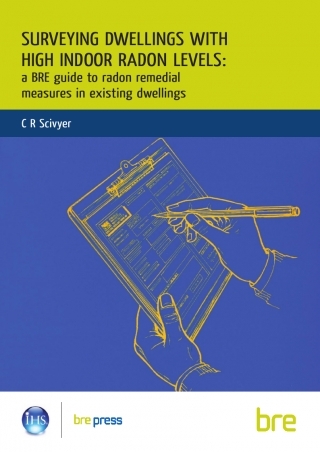 SURVEYING DWELLINGS WITH
HIGH INDOOR RADON LEVELS:
a BRE guide to radon remedial
measures in existing dwellings
C R Scivyer
IHS
bre press
bre